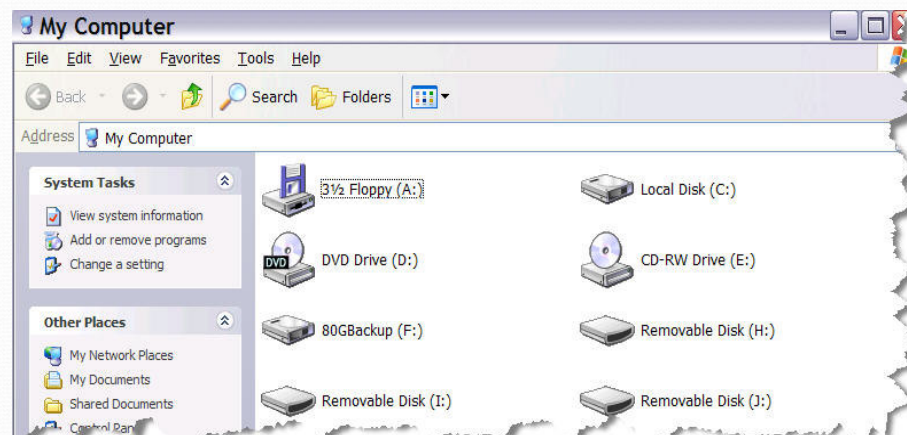 My Computer
File Edit View Favorites Tools Help
Back Search Folders
Address My Computer
System Tasks
View system information
Add or remove programs
Change a setting
Other Places
My Network Places
My Documents
Shared Documents
3½ Floppy (A:)
Local Disk (C:)
DVD
DVD Drive (D:)
CD-RW Drive (E:)
80GBackup (F:)
Removable Disk (H:)
Removable Disk (I:)
Removable Disk (J:)